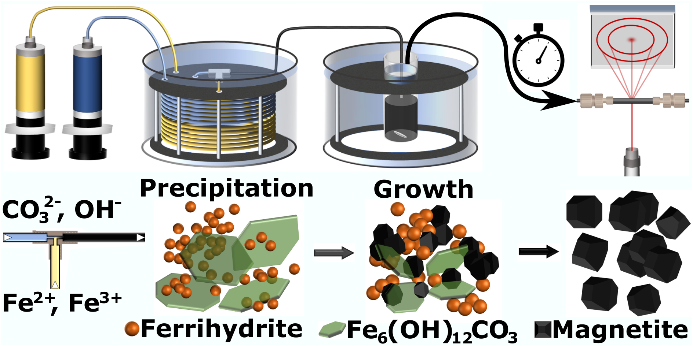 Precipitation
Growth
CO₃²⁻, OH⁻
Fe²⁺, Fe³⁺
Ferrihydrite
Fe₆(OH)₁₂CO₃
Magnetite